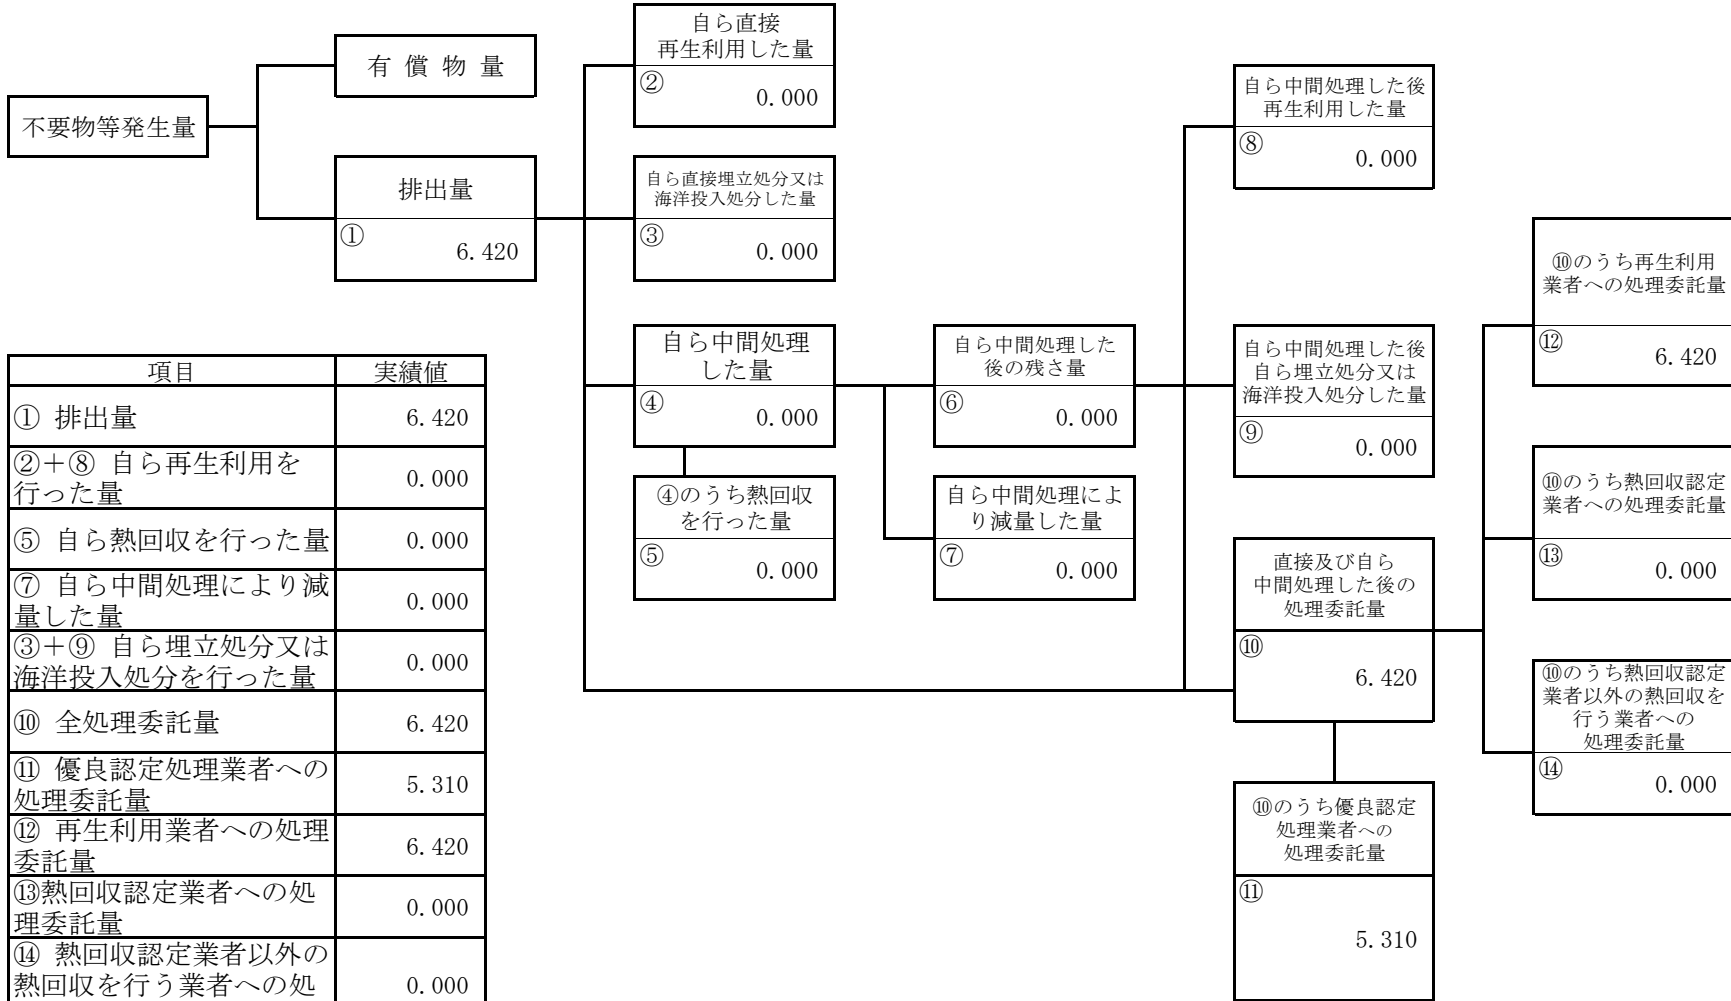 不要物等発生量
有 償 物 量
排出量
①
6.420
自ら直接
再生利用した量
②
0.000
自ら直接埋立処分又は
海洋投入処分した量
③
0.000
自ら中間処理
した量
④
0.000
④のうち熱回収
を行った量
⑤
0.000
自ら中間処理した
後の残さ量
⑥
0.000
自ら中間処理によ
り減量した量
⑦
0.000
自ら中間処理した後
再生利用した量
⑧
0.000
自ら中間処理した後
自ら埋立処分又は
海洋投入処分した量
⑨
0.000
直接及び自ら
中間処理した後の
処理委託量
⑩
6.420
⑩のうち優良認定
処理業者への
処理委託量
⑪
5.310
⑩のうち再生利用
業者への処理委託量
⑫
6.420
⑩のうち熱回収認定
業者への処理委託量
⑬
0.000
⑩のうち熱回収認定
業者以外の熱回収を
行う業者への
処理委託量
⑭
0.000
項目 実績値
① 排出量 6.420
②+⑧ 自ら再生利用を
行った量 0.000
⑤ 自ら熱回収を行った量 0.000
⑦ 自ら中間処理により減
量した量 0.000
③+⑨ 自ら埋立処分又は
海洋投入処分を行った量 0.000
⑩ 全処理委託量 6.420
⑪ 優良認定処理業者への
処理委託量 5.310
⑫ 再生利用業者への処理
委託量 6.420
⑬熱回収認定業者への処
理委託量 0.000
⑭ 熱回収認定業者以外の
熱回収を行う業者への処 0.000